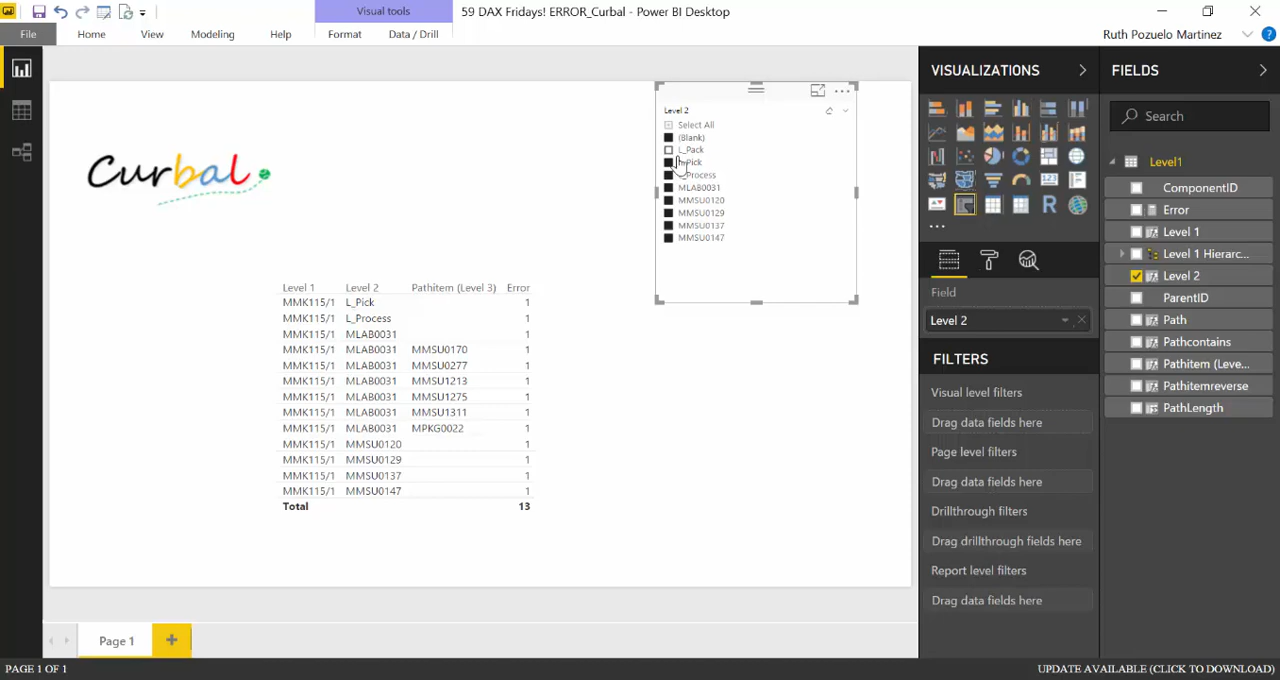 59 DAX Fridays! ERROR_Curbal - Power BI Desktop
Visual tools
File Home View Modeling Help Format Data / Drill
Ruth Pozuelo Martinez
?
Curbal
Level 2
Select All
(Blank)
L_Pack
L_Pick
_Process
MLAB0031
MMSU0120
MMSU0129
MMSU0137
MMSU0147
Level 1 Level 2 Pathitem (Level 3) Error
MMK115/1 L_Pick 1
MMK115/1 L_Process 1
MMK115/1 MLAB0031 1
MMK115/1 MLAB0031 MMSU0170 1
MMK115/1 MLAB0031 MMSU0277 1
MMK115/1 MLAB0031 MMSU1213 1
MMK115/1 MLAB0031 MMSU1275 1
MMK115/1 MLAB0031 MMSU1311 1
MMK115/1 MLAB0031 MPKG0022 1
MMK115/1 MMSU0120 1
MMK115/1 MMSU0129 1
MMK115/1 MMSU0137 1
MMK115/1 MMSU0147 1
Total 13
VISUALIZATIONS
123
R
Field
Level 2
FILTERS
Visual level filters
Drag data fields here
Page level filters
Drag data fields here
Drillthrough filters
Drag drillthrough fields here
Report level filters
Drag data fields here
FIELDS
Search
Level1
ComponentID
Error
Level 1
Level 1 Hierarc...
Level 2
ParentID
Path
Pathcontains
Pathitem (Leve...
Pathitemreverse
PathLength
Page 1
PAGE 1 OF 1
UPDATE AVAILABLE (CLICK TO DOWNLOAD)